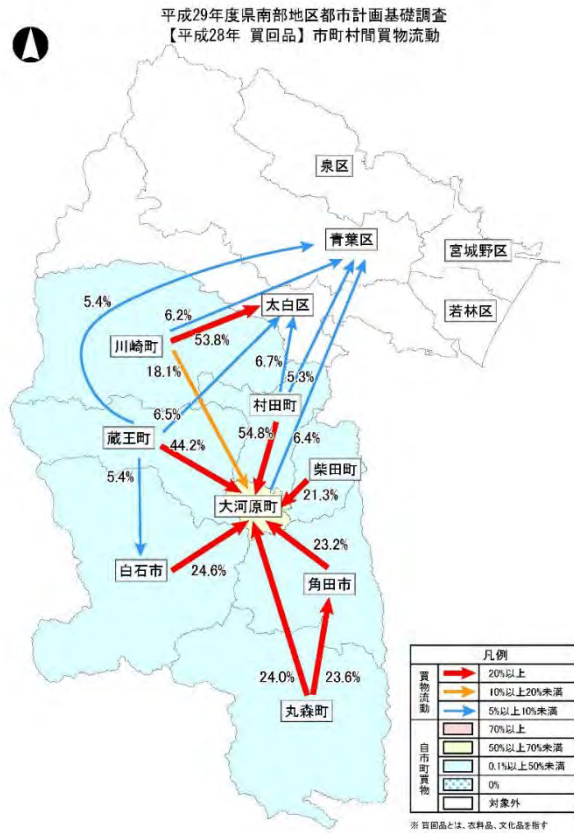 平成29年度県南部地区都市計画基礎調査
【平成28年 買回品】市町村間買物流動
泉区
青葉区
宮城野区
太白区
若林区
5.4%
6.2%
川崎町
53.8%
18.1%
6.7%
5.3%
村田町
6.5%
蔵王町
44.2%
54.8%
6.4%
柴田町
5.4%
大河原町
21.3%
白石市
24.6%
23.2%
角田市
24.0%
23.6%
丸森町
凡例
買物流動
20%以上
10%以上20%未満
5%以上10%未満
自市町買物
70%以上
50%以上70%未満
0.1%以上50%未満
0%
対象外
※ 買回品とは、衣料品、文化品を指す